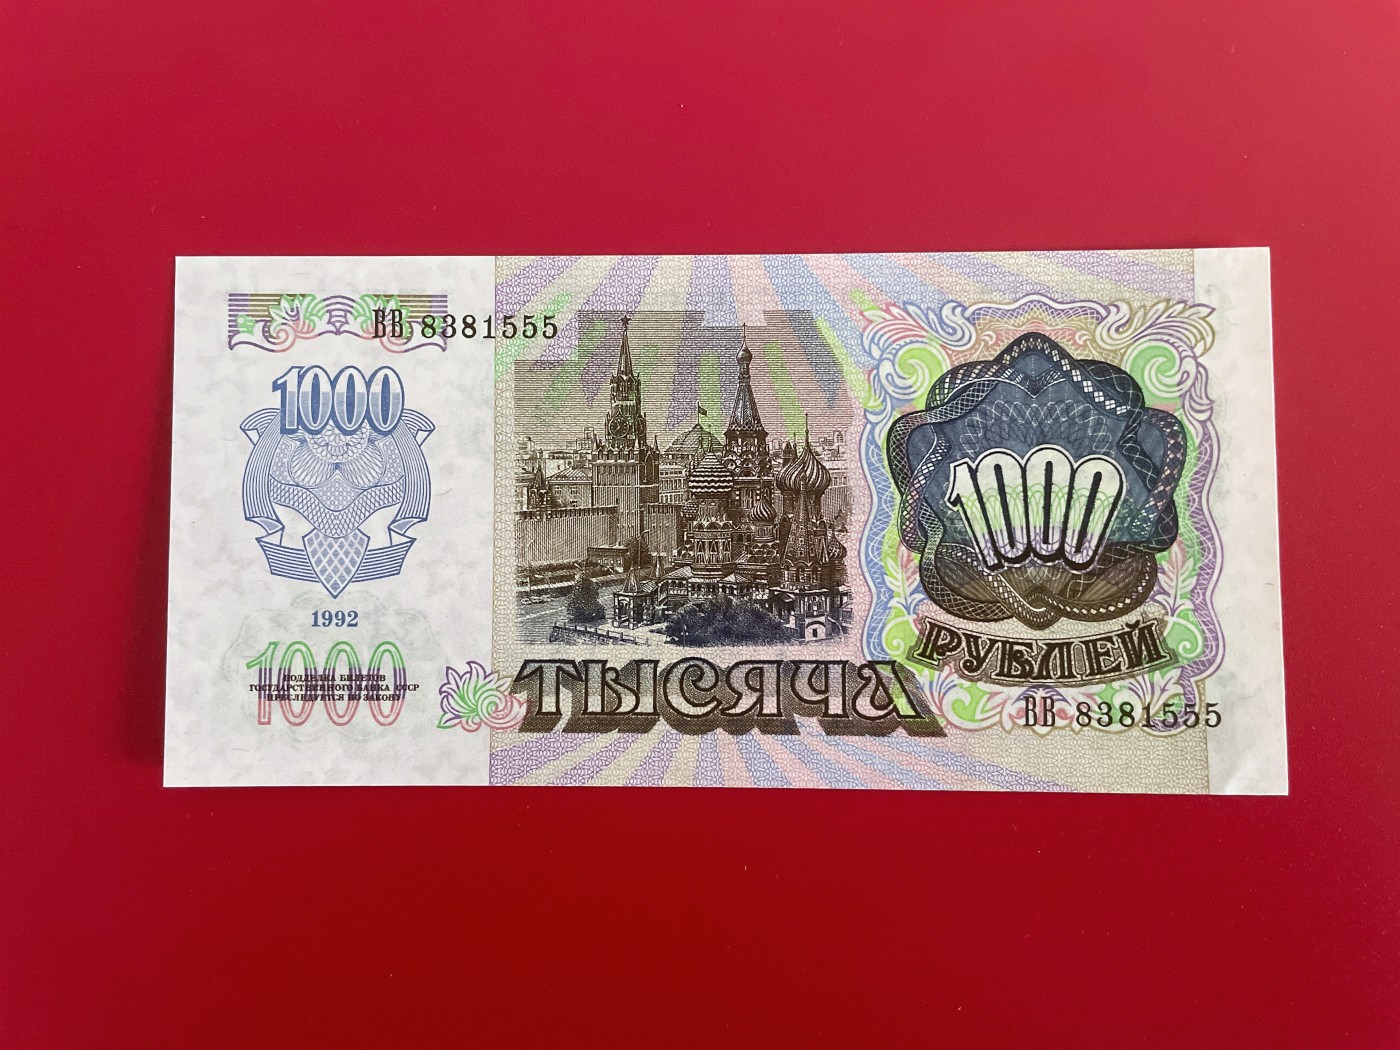 ВВ 8381555
1000
1992
1000
ПОДДЕЛКА БИЛЕТОВ
ГОСУДАРСТВЕННОГО БАНКА СССР
ПРЕСЛЕДУЕТСЯ ПО ЗАКОНУ
ТЫСЯЧА
1000
РУБЛЕЙ
ВВ 8381555